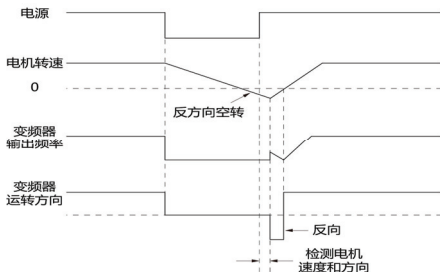 电源
电机转速
0
反方向空转
变频器
输出频率
变频器
运转方向
反向
检测电机
速度和方向